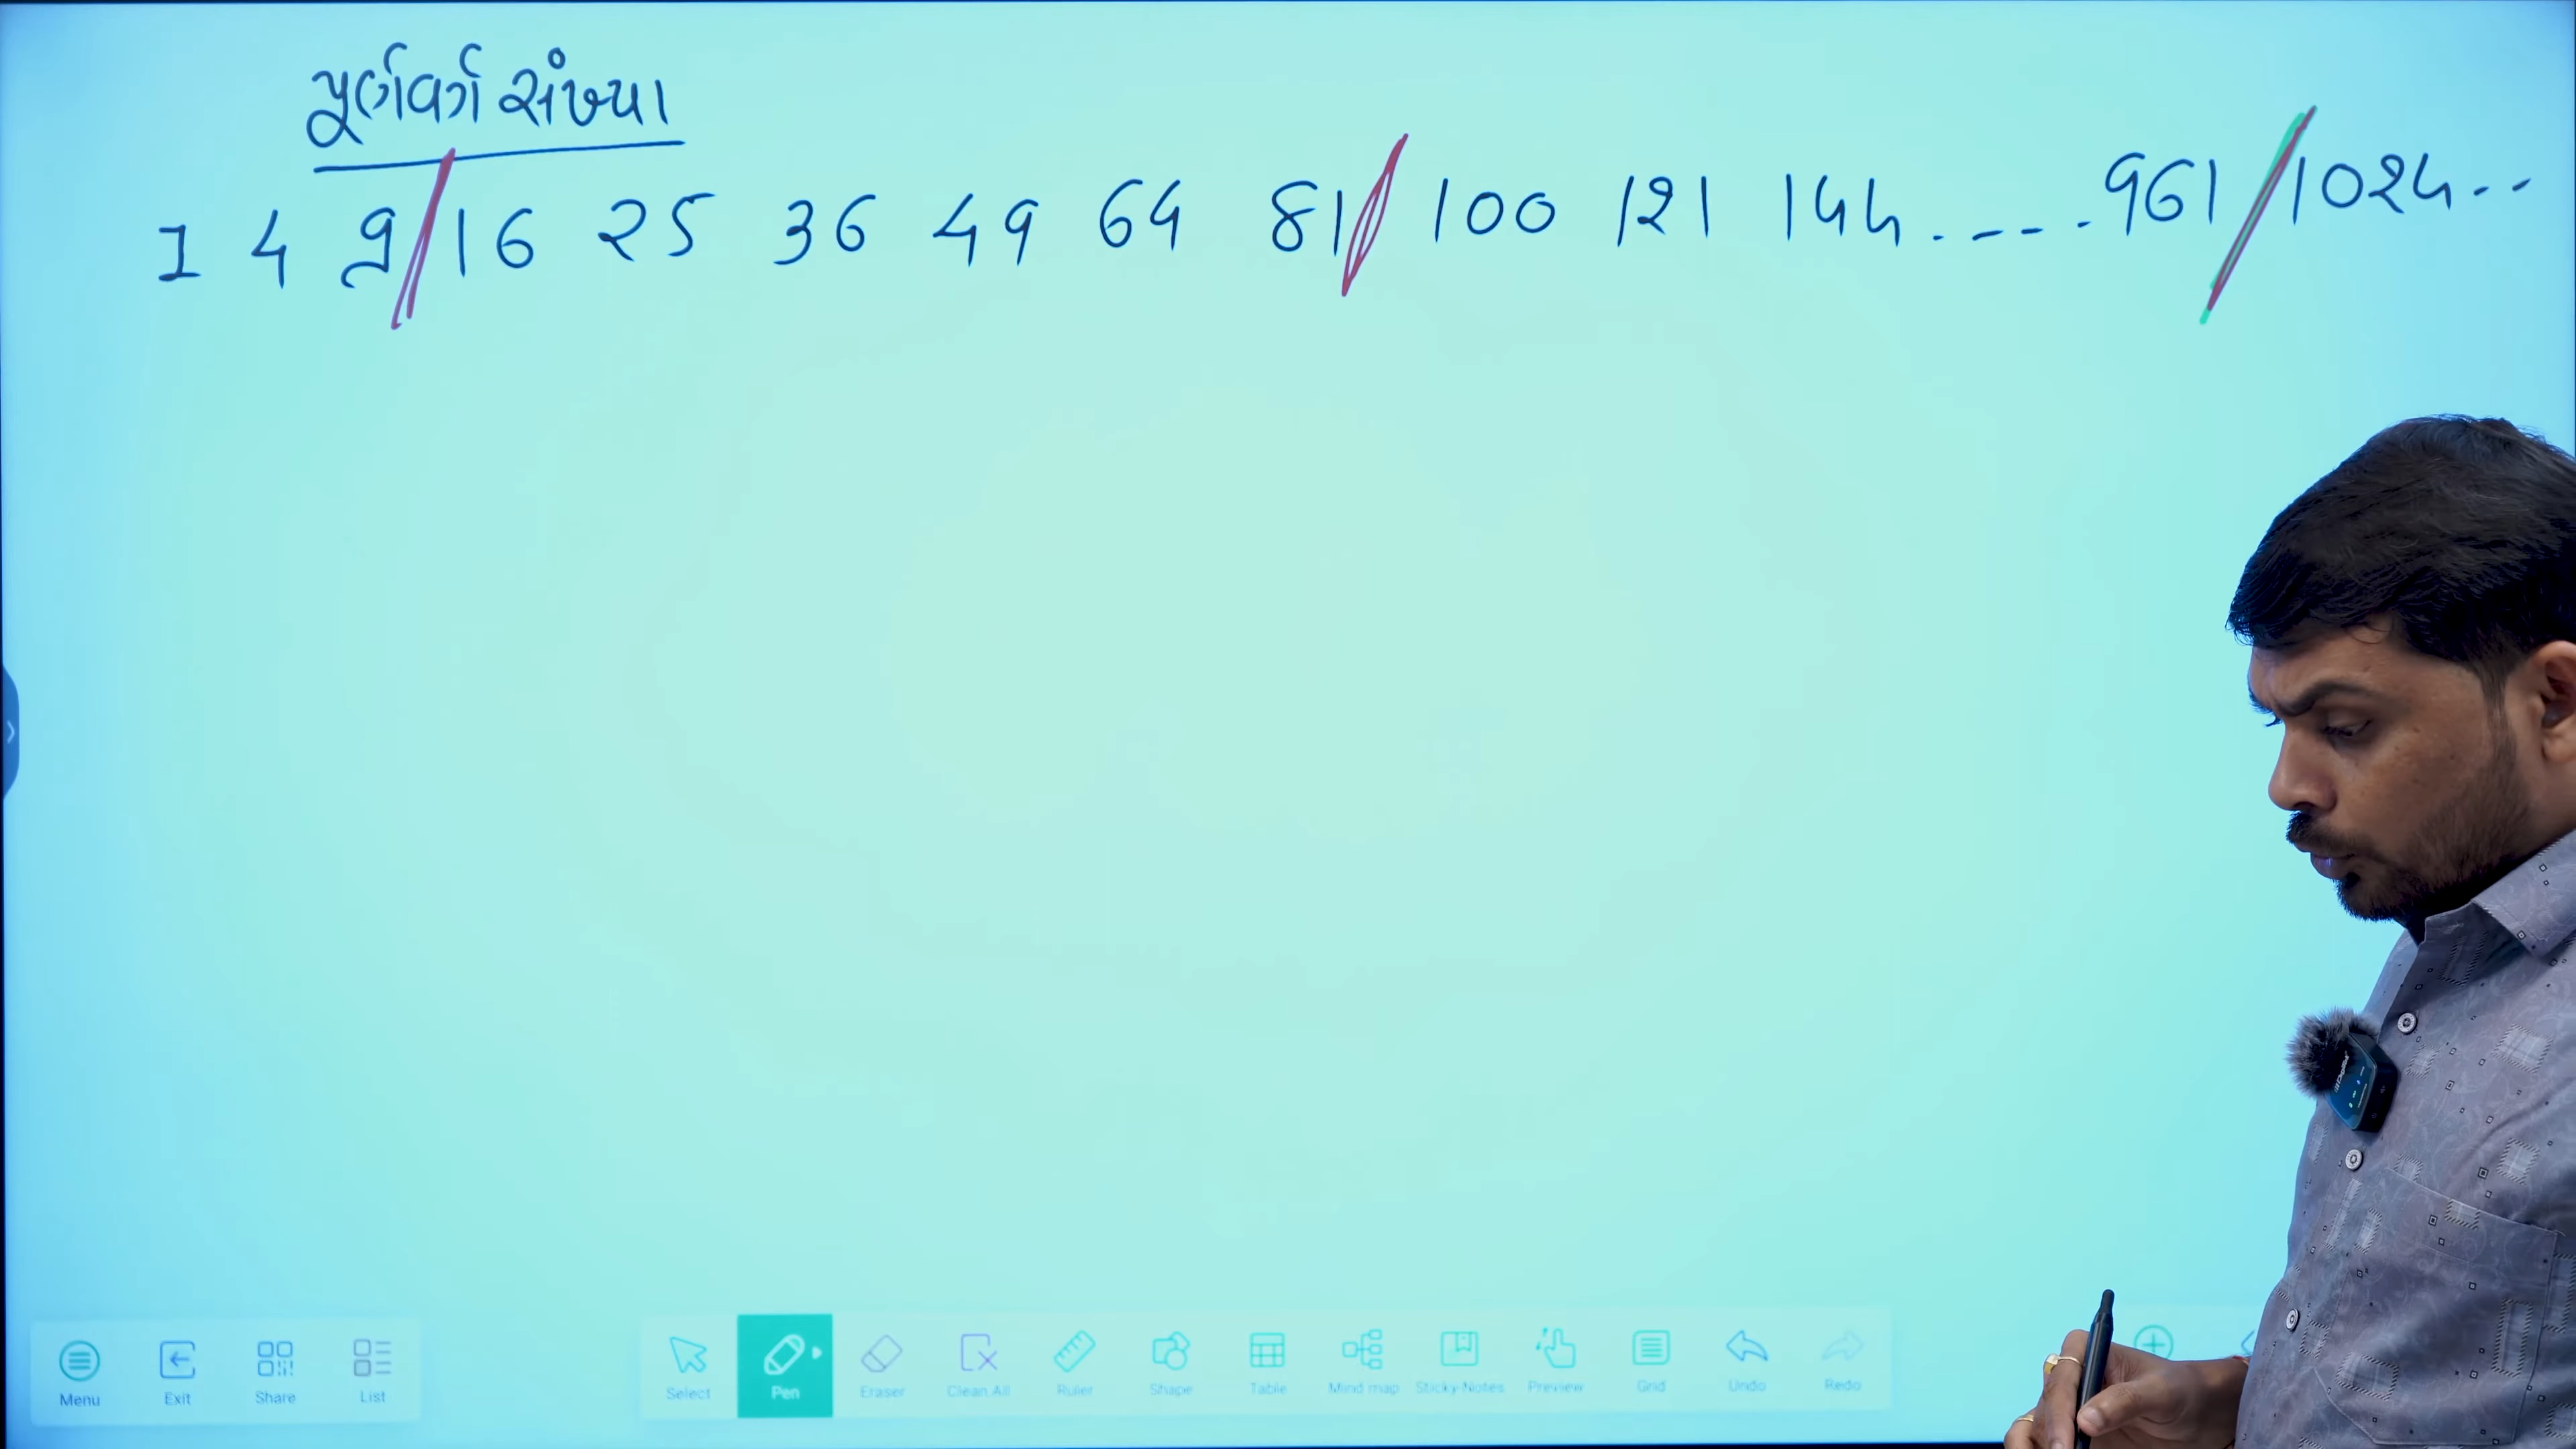 પૂર્ણવર્ગ સંખ્યા
1 4 9 / 16 25 36 49 64 81 / 100 121 144 . - - - . 961 / 1024 - -
Menu Exit Share List Select Pen Eraser Clean All Ruler Shape Table Mind map Sticky-Notes Preview Grid Undo Redo